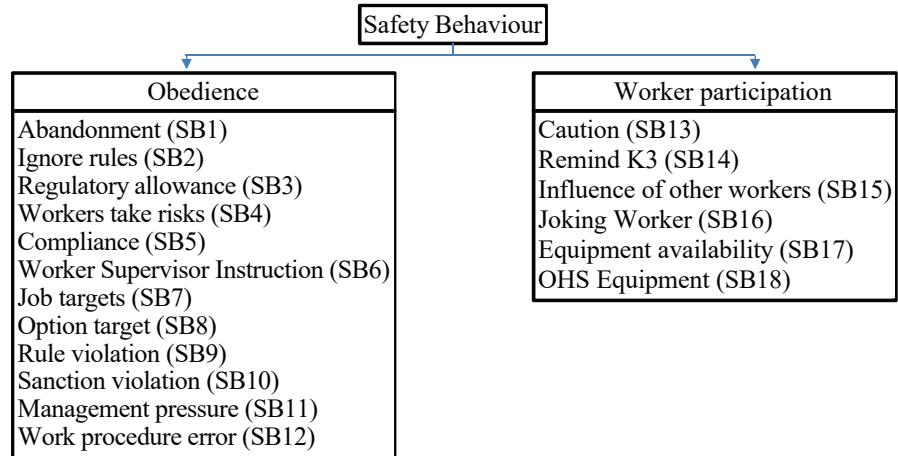 Safety Behaviour
Obedience
Abandonment (SB1)
Ignore rules (SB2)
Regulatory allowance (SB3)
Workers take risks (SB4)
Compliance (SB5)
Worker Supervisor Instruction (SB6)
Job targets (SB7)
Option target (SB8)
Rule violation (SB9)
Sanction violation (SB10)
Management pressure (SB11)
Work procedure error (SB12)
Worker participation
Caution (SB13)
Remind K3 (SB14)
Influence of other workers (SB15)
Joking Worker (SB16)
Equipment availability (SB17)
OHS Equipment (SB18)